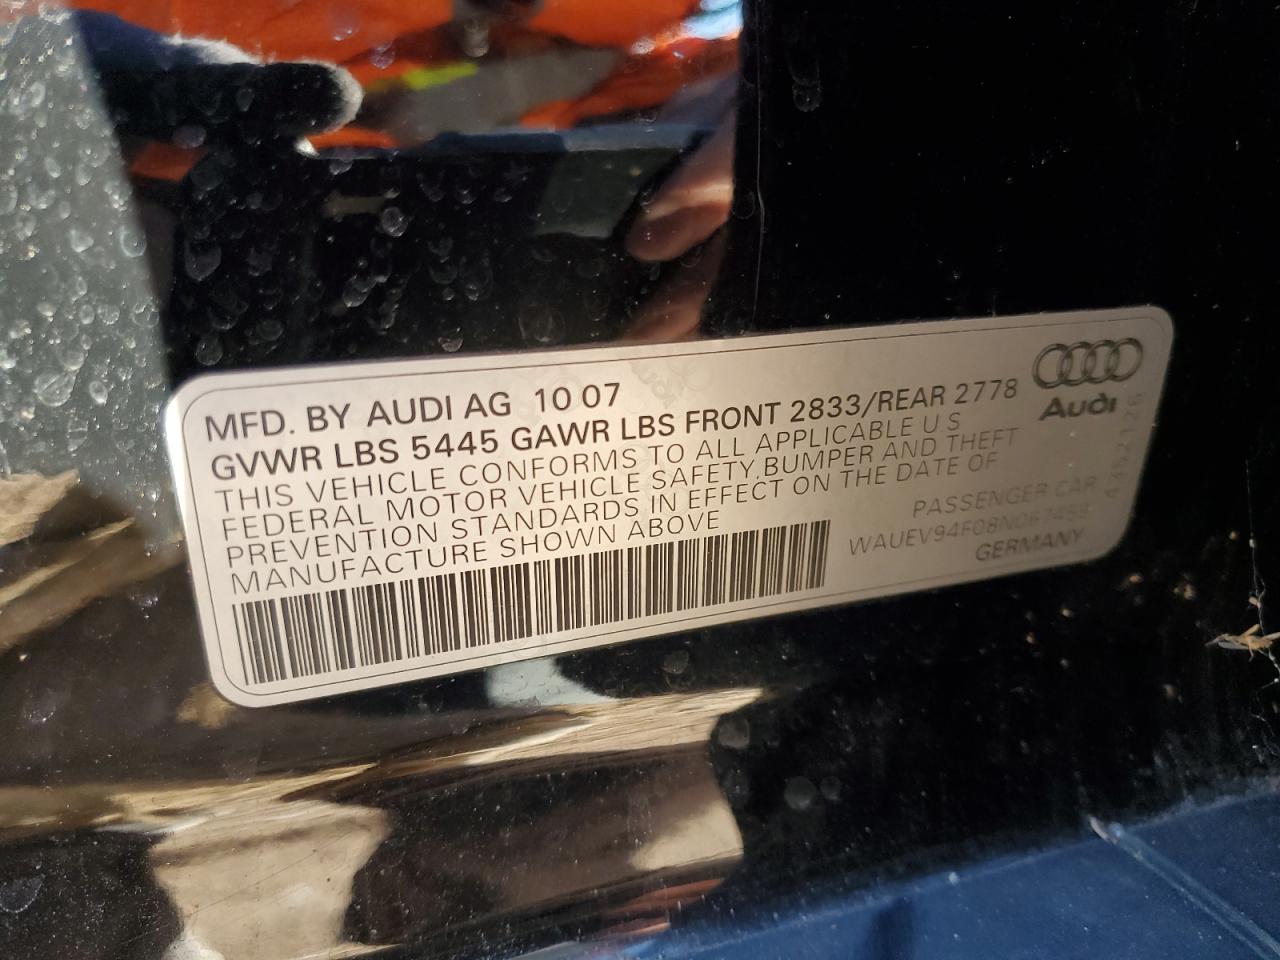 MFD. BY AUDI AG 10 07
GVWR LBS 5445 GAWR LBS FRONT 2833/REAR 2778
THIS VEHICLE CONFORMS TO ALL APPLICABLE U S
FEDERAL MOTOR VEHICLE SAFETY,BUMPER AND THEFT
PREVENTION STANDARDS IN EFFECT ON THE DATE OF
MANUFACTURE SHOWN ABOVE
Audi
PASSENGER CAR
WAUEV94F08N067458
GERMANY